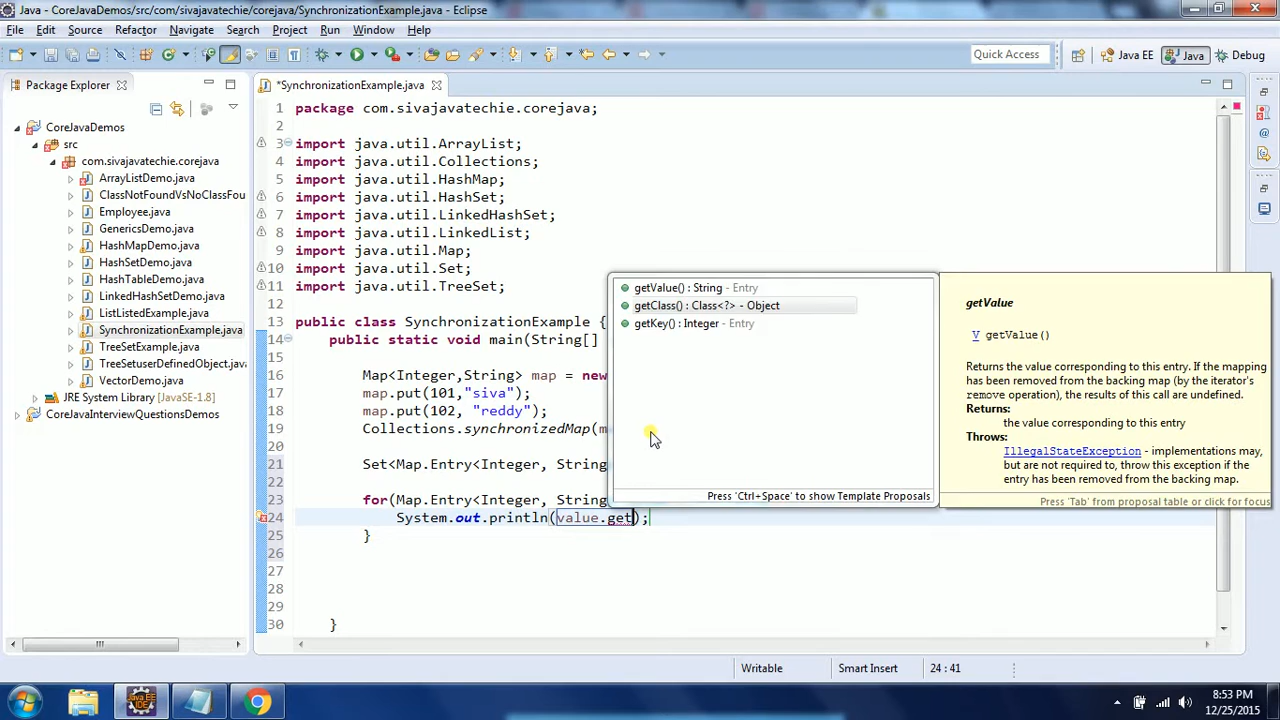 Java - CoreJavaDemos/src/com/sivajavatechie/corejava/SynchronizationExample.java - Eclipse
File Edit Source Refactor Navigate Search Project Run Window Help
Quick Access
Java EE
Java
Debug
Package Explorer
*SynchronizationExample.java
CoreJavaDemos
src
com.sivajavatechie.corejava
ArrayListDemo.java
ClassNotFoundVsNoClassFou
Employee.java
GenericsDemo.java
HashMapDemo.java
HashSetDemo.java
HashTableDemo.java
LinkedHashSetDemo.java
ListListedExample.java
SynchronizationExample.java
TreeSetExample.java
TreeSetuserDefinedObject.java
VectorDemo.java
JRE System Library [JavaSE-1.8]
CoreJavaInterviewQuestionsDemos
1 package com.sivajavatechie.corejava;
2
3 import java.util.ArrayList;
4 import java.util.Collections;
5 import java.util.HashMap;
6 import java.util.HashSet;
7 import java.util.LinkedHashSet;
8 import java.util.LinkedList;
9 import java.util.Map;
10 import java.util.Set;
11 import java.util.TreeSet;
12
13 public class SynchronizationExample {
14 public static void main(String[]
15
16 Map<Integer,String> map = new
17 map.put(101,"siva");
18 map.put(102, "reddy");
19 Collections.synchronizedMap(m
20
21 Set<Map.Entry<Integer, String
22
23 for(Map.Entry<Integer, String
24 System.out.println(value.get);
25 }
26
27
28
29
30 }
getValue() : String - Entry
getClass() : Class<?> - Object
getKey() : Integer - Entry
Press 'Ctrl+Space' to show Template Proposals
getValue
V getValue()
Returns the value corresponding to this entry. If the mapping
has been removed from the backing map (by the iterator's
remove operation), the results of this call are undefined.
Returns:
the value corresponding to this entry
Throws:
IllegalStateException - implementations may,
but are not required to, throw this exception if the
entry has been removed from the backing map.
Press 'Tab' from proposal table or click for focus
Writable
Smart Insert
24 : 41
8:53 PM
12/25/2015